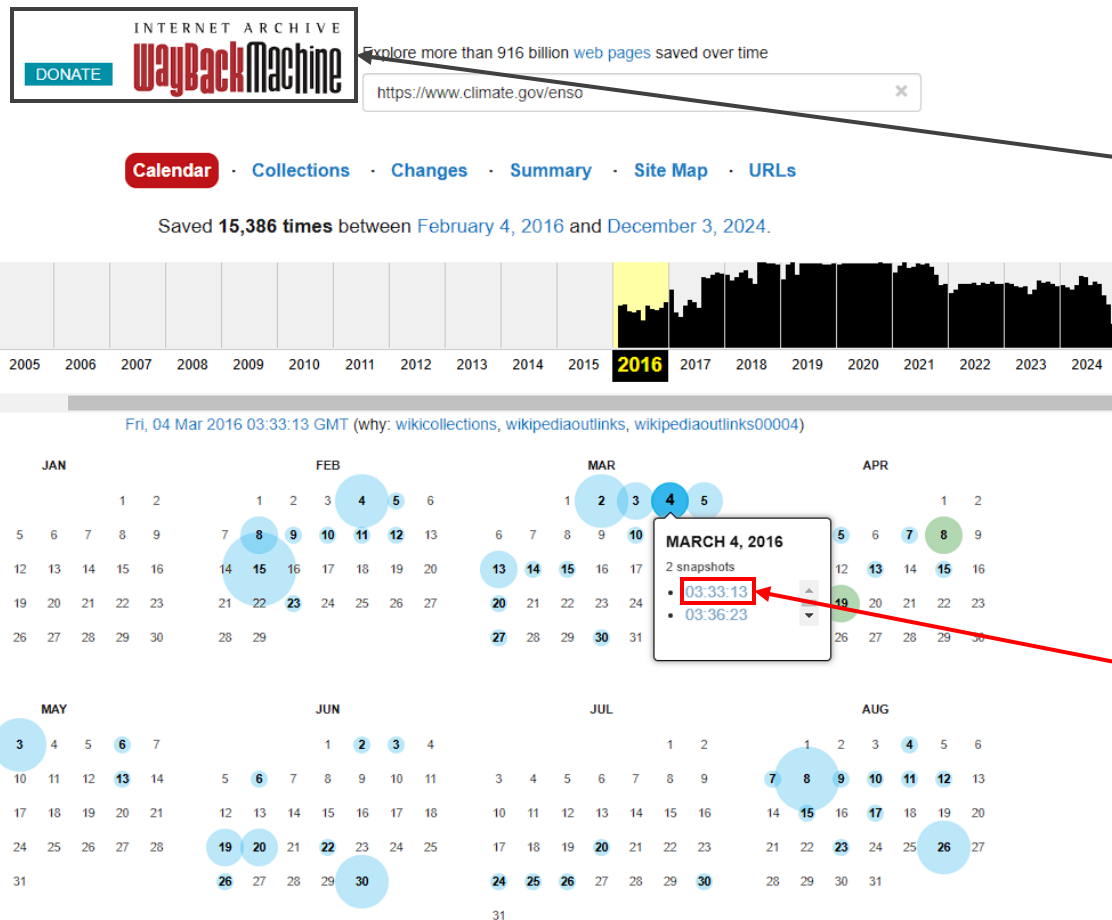 INTERNET ARCHIVE
DONATE
WayBackMachine
Explore more than 916 billion web pages saved over time
https://www.climate.gov/enso ×
Calendar · Collections · Changes · Summary · Site Map · URLs
Saved 15,386 times between February 4, 2016 and December 3, 2024.
2005 2006 2007 2008 2009 2010 2011 2012 2013 2014 2015 2016 2017 2018 2019 2020 2021 2022 2023 2024
Fri, 04 Mar 2016 03:33:13 GMT (why: wikicollections, wikipediaoutlinks, wikipediaoutlinks00004)
JAN
1 2
5 6 7 8 9
12 13 14 15 16
19 20 21 22 23
26 27 28 29 30
FEB
1 2 3 4 5 6
7 8 9 10 11 12 13
14 15 16 17 18 19 20
21 22 23 24 25 26 27
28 29
MAR
1 2 3 4 5
6 7 8 9 10
13 14 15 16 17
20 21 22 23 24
27 28 29 30 31
MARCH 4, 2016
2 snapshots
• 03:33:13
• 03:36:23
APR
1 2
5 6 7 8 9
12 13 14 15 16
19 20 21 22 23
26 27 28 29 30
MAY
3 4 5 6 7
10 11 12 13 14
17 18 19 20 21
24 25 26 27 28
31
JUN
1 2 3 4
5 6 7 8 9 10 11
12 13 14 15 16 17 18
19 20 21 22 23 24 25
26 27 28 29 30
JUL
1 2
3 4 5 6 7 8 9
10 11 12 13 14 15 16
17 18 19 20 21 22 23
24 25 26 27 28 29 30
31
AUG
1 2 3 4 5 6
7 8 9 10 11 12 13
14 15 16 17 18 19 20
21 22 23 24 25 26 27
28 29 30 31